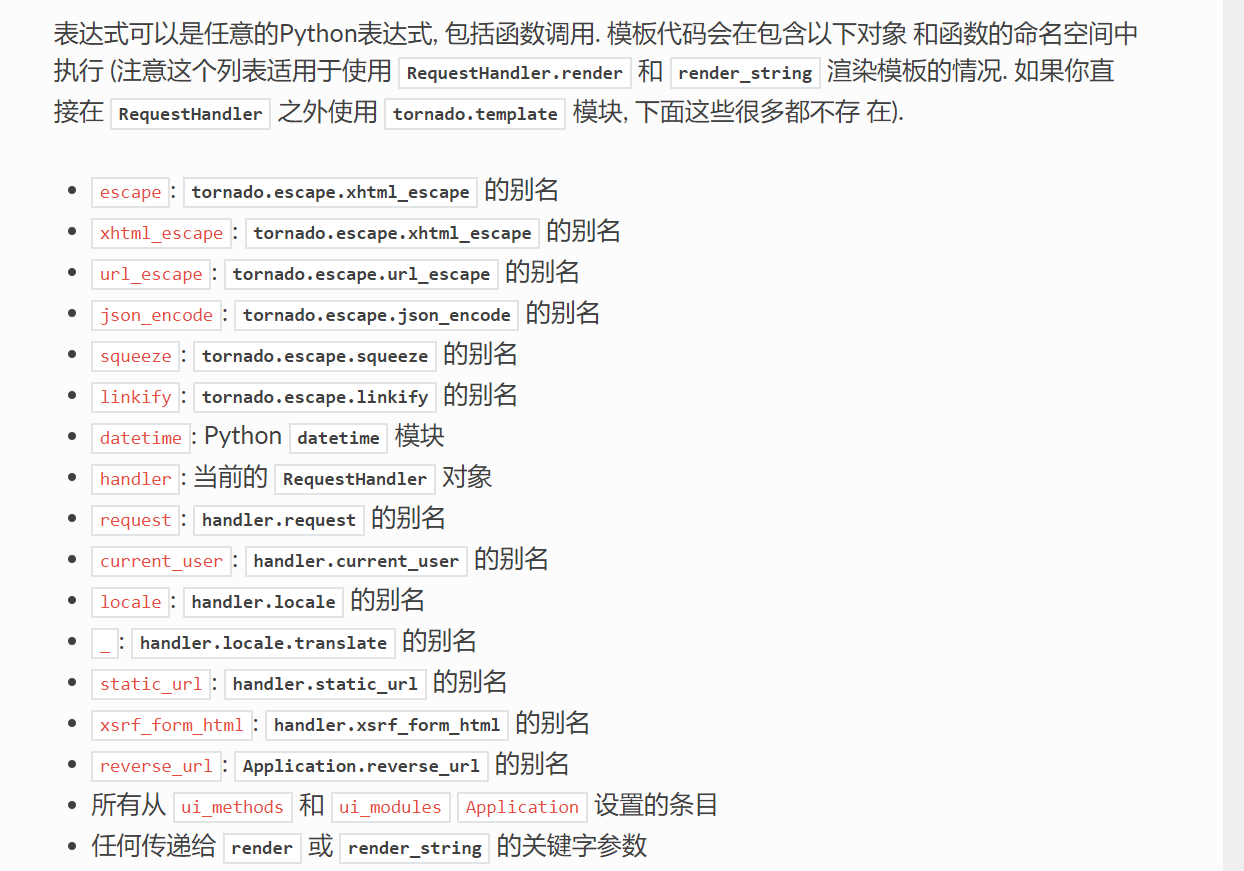 表达式可以是任意的Python表达式, 包括函数调用. 模板代码会在包含以下对象 和函数的命名空间中
执行 (注意这个列表适用于使用 RequestHandler.render 和 render_string 渲染模板的情况. 如果你直
接在 RequestHandler 之外使用 tornado.template 模块, 下面这些很多都不存 在).
• escape: tornado.escape.xhtml_escape 的别名
• xhtml_escape: tornado.escape.xhtml_escape 的别名
• url_escape: tornado.escape.url_escape 的别名
• json_encode: tornado.escape.json_encode 的别名
• squeeze: tornado.escape.squeeze 的别名
• linkify: tornado.escape.linkify 的别名
• datetime: Python datetime 模块
• handler: 当前的 RequestHandler 对象
• request: handler.request 的别名
• current_user: handler.current_user 的别名
• locale: handler.locale 的别名
• _: handler.locale.translate 的别名
• static_url: handler.static_url 的别名
• xsrf_form_html: handler.xsrf_form_html 的别名
• reverse_url: Application.reverse_url 的别名
• 所有从 ui_methods 和 ui_modules Application 设置的条目
• 任何传递给 render 或 render_string 的关键字参数